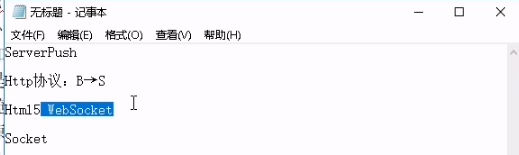 无标题 - 记事本
文件(F) 编辑(E) 格式(O) 查看(V) 帮助(H)
ServerPush
Http协议：B→S
Html5 WebSocket
Socket